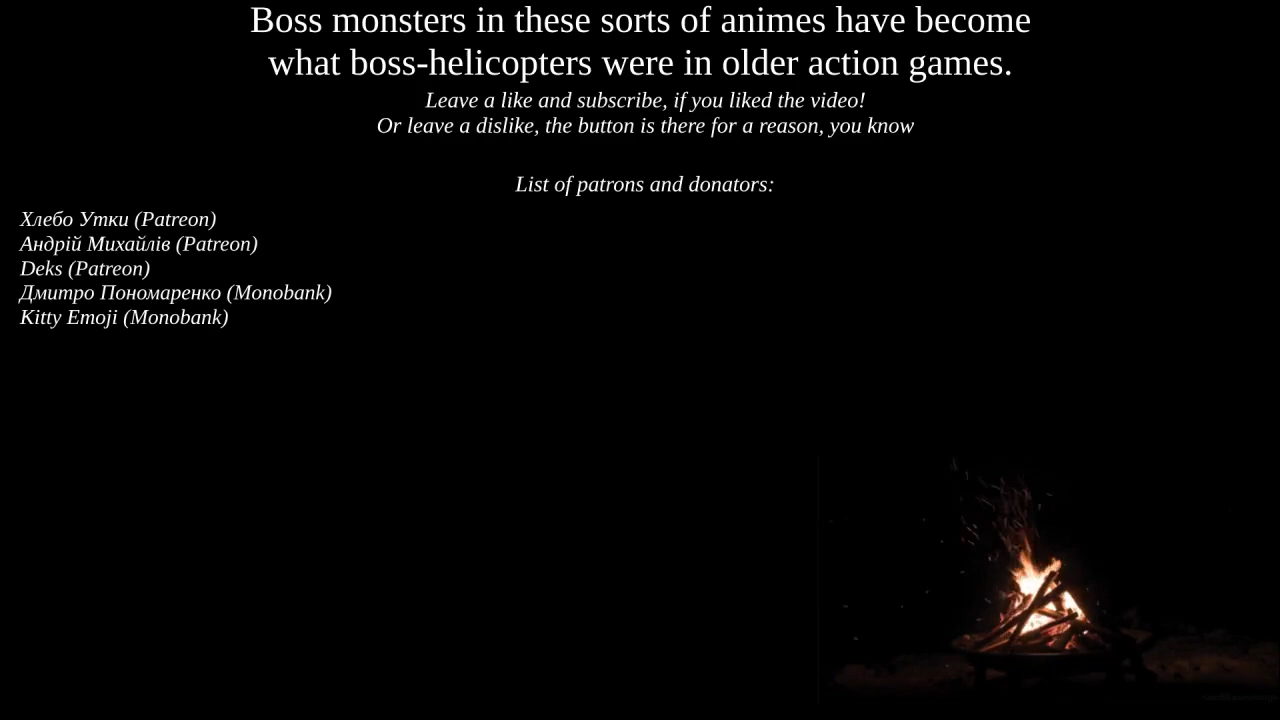 Boss monsters in these sorts of animes have become
what boss-helicopters were in older action games.
Leave a like and subscribe, if you liked the video!
Or leave a dislike, the button is there for a reason, you know
List of patrons and donators:
Хлебо Утки (Patreon)
Андрій Михайлів (Patreon)
Deks (Patreon)
Дмитро Пономаренко (Monobank)
Kitty Emoji (Monobank)